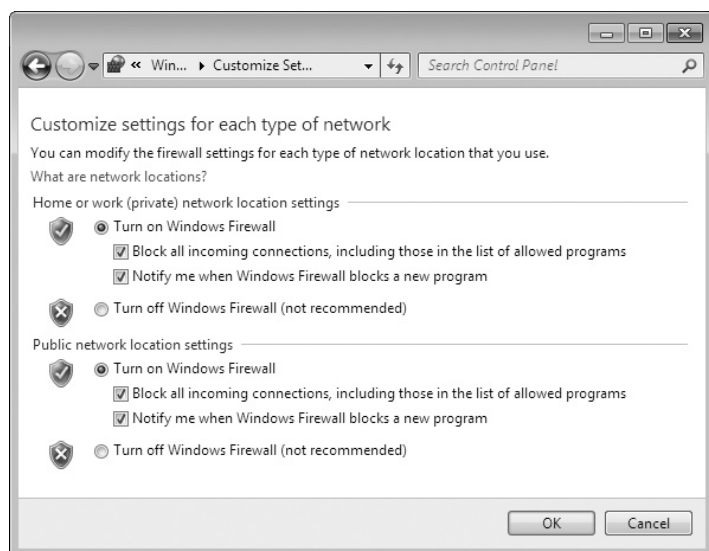 « Win... ▸ Customize Set...
Search Control Panel
Customize settings for each type of network
You can modify the firewall settings for each type of network location that you use.
What are network locations?
Home or work (private) network location settings
Turn on Windows Firewall
Block all incoming connections, including those in the list of allowed programs
Notify me when Windows Firewall blocks a new program
Turn off Windows Firewall (not recommended)
Public network location settings
Turn on Windows Firewall
Block all incoming connections, including those in the list of allowed programs
Notify me when Windows Firewall blocks a new program
Turn off Windows Firewall (not recommended)
OK Cancel